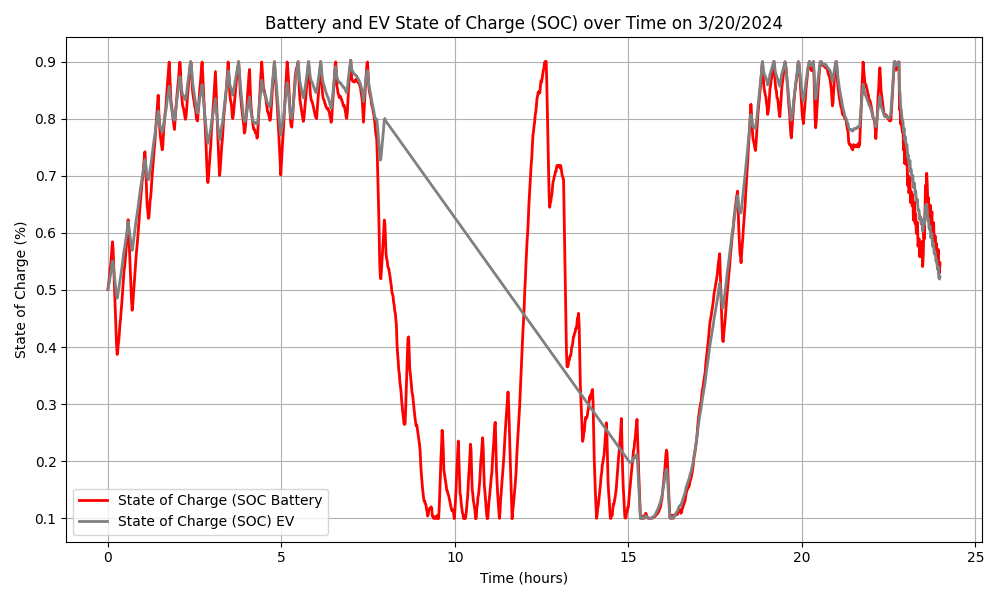 Battery and EV State of Charge (SOC) over Time on 3/20/2024
State of Charge (%)
0.9
0.8
0.7
0.6
0.5
0.4
0.3
0.2
0.1
State of Charge (SOC Battery
State of Charge (SOC) EV
0 5 10 15 20 25
Time (hours)